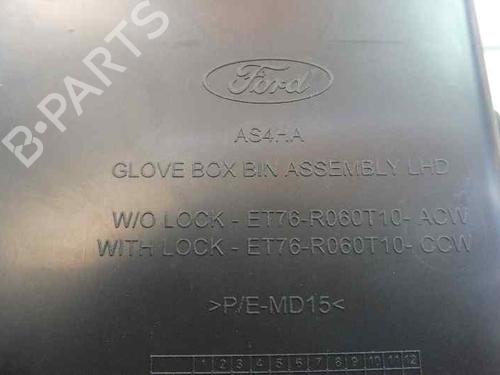 B-PARTS
Ford
AS4HA
GLOVE BOX BIN ASSEMBLY LHD
W/O LOCK - ET76-R060T10- ACW
WITH LOCK - ET76-R060T10- CCW
>P/E-MD15<
1 2 3 4 5 6 7 8 9 10 11 12